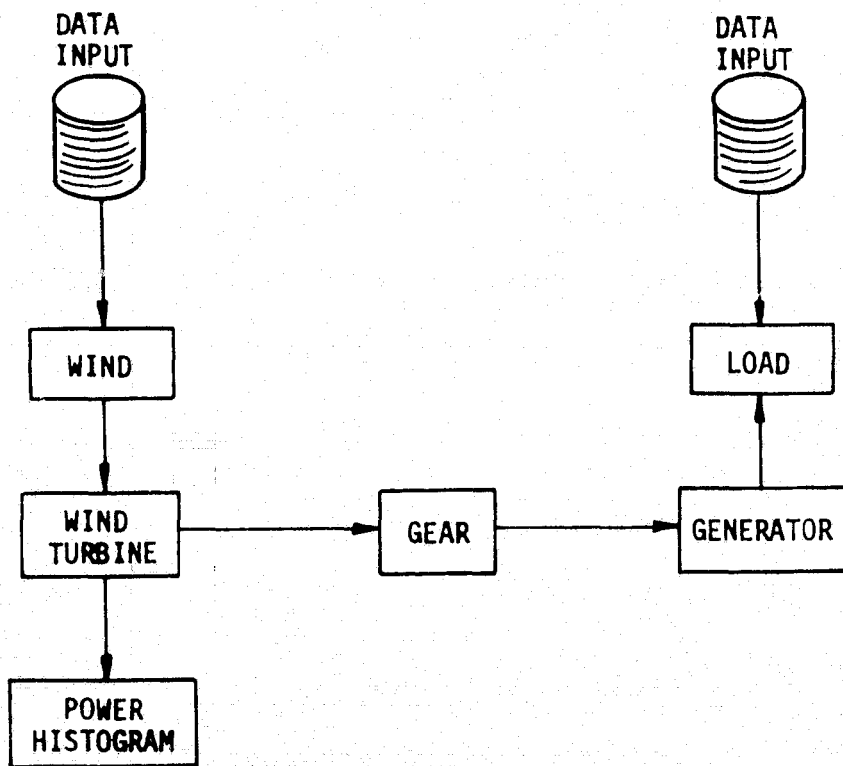 DATA
INPUT
DATA
INPUT
WIND
LOAD
WIND
TURBINE
GEAR
GENERATOR
POWER
HISTOGRAM